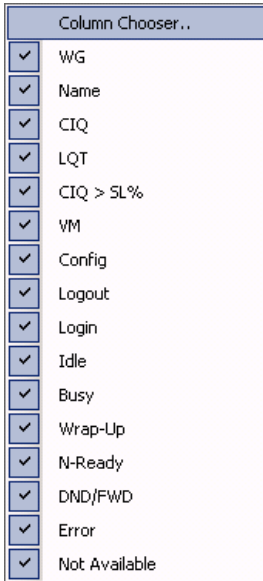 Column Chooser..
WG
Name
CIQ
LQT
CIQ > SL%
VM
Config
Logout
Login
Idle
Busy
Wrap-Up
N-Ready
DND/FWD
Error
Not Available